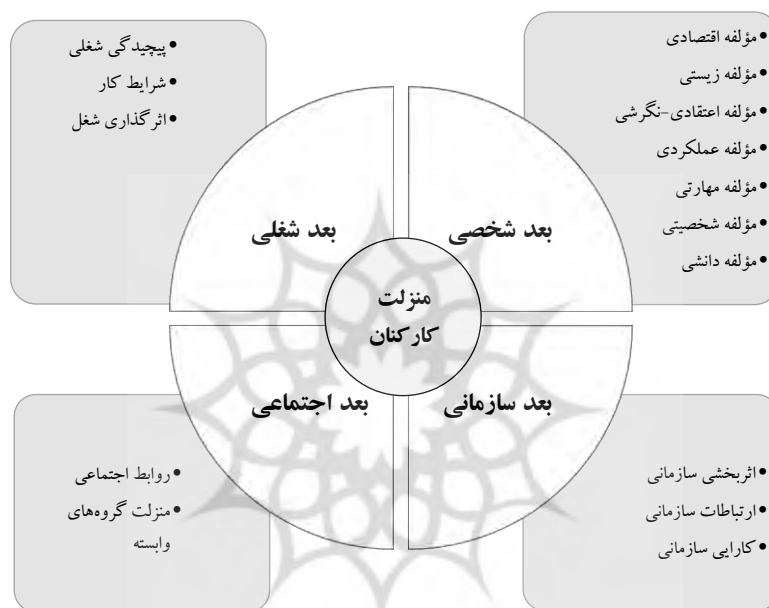 مؤلفه اقتصادی
مؤلفه زیستی
مؤلفه اعتقادی-نگرشی
مؤلفه عملکردی
مؤلفه مهارتی
مؤلفه شخصیتی
مؤلفه دانشی
پیچیدگی شغلی
شرایط کار
اثرگذاری شغل
بعد شخصی
بعد شغلی
منزلت
کارکنان
بعد سازمانی
بعد اجتماعی
اثربخشی سازمانی
ارتباطات سازمانی
کارایی سازمانی
روابط اجتماعی
منزلت گروه‌های
وابسته